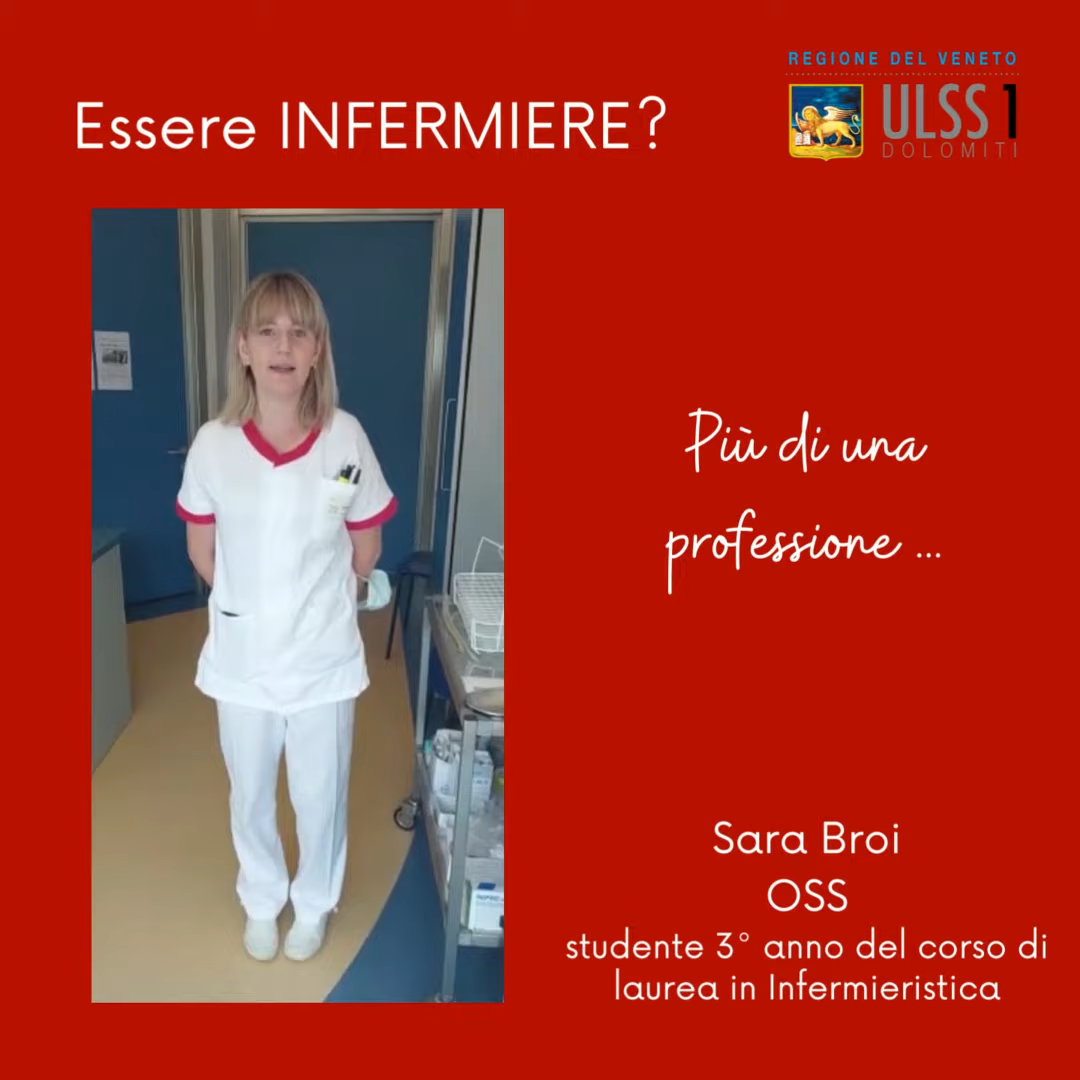 REGIONE DEL VENETO
Essere INFERMIERE?
ULSS 1
DOLOMITI
Più di una
professione ...
Sara Broi
OSS
studente 3° anno del corso di
laurea in Infermieristica